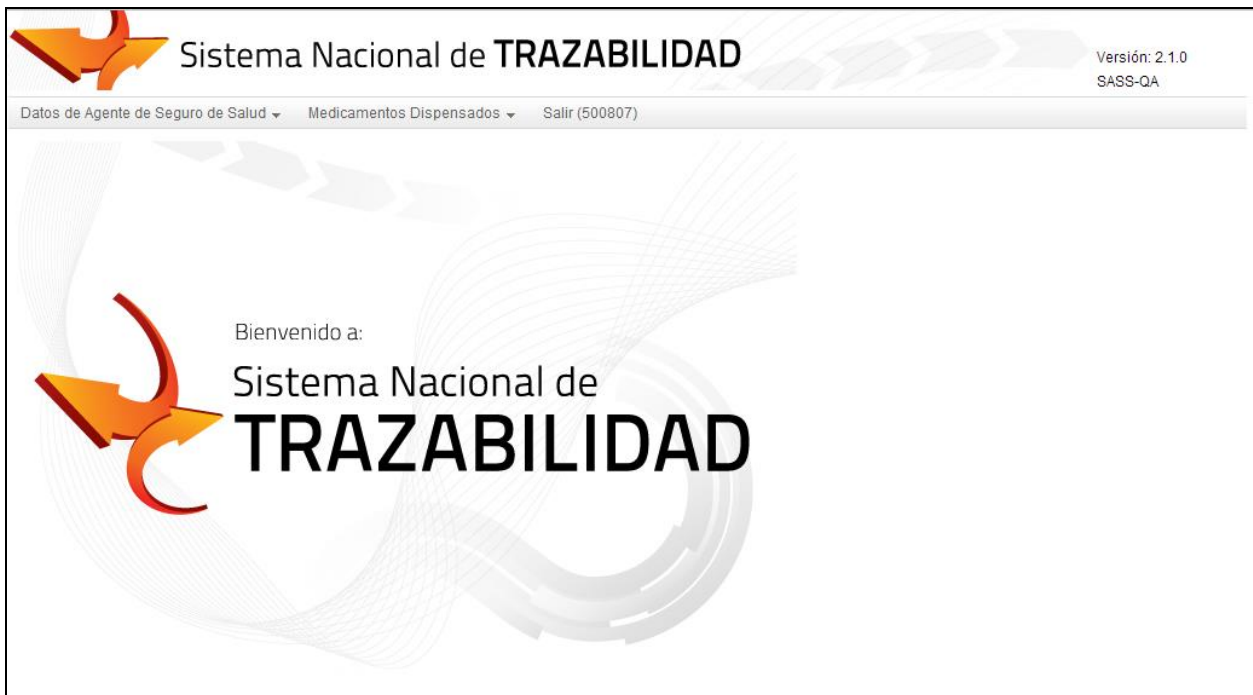 Sistema Nacional de TRAZABILIDAD
Versión: 2.1.0
SASS-QA
Datos de Agente de Seguro de Salud Medicamentos Dispensados Salir (500807)
Bienvenido a:
Sistema Nacional de
TRAZABILIDAD